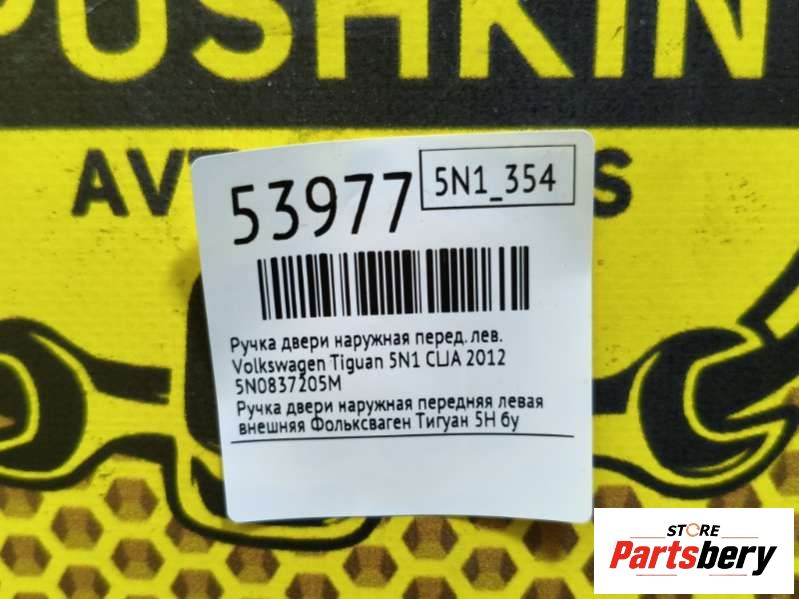 PUSHKIN
53977
5N1_354
Ручка двери наружная перед. лев.
Volkswagen Tiguan 5N1 CLJA 2012
5N0837205M
Ручка двери наружная передняя левая
внешняя Фольксваген Тигуан 5Н бу
STORE
Partsbery